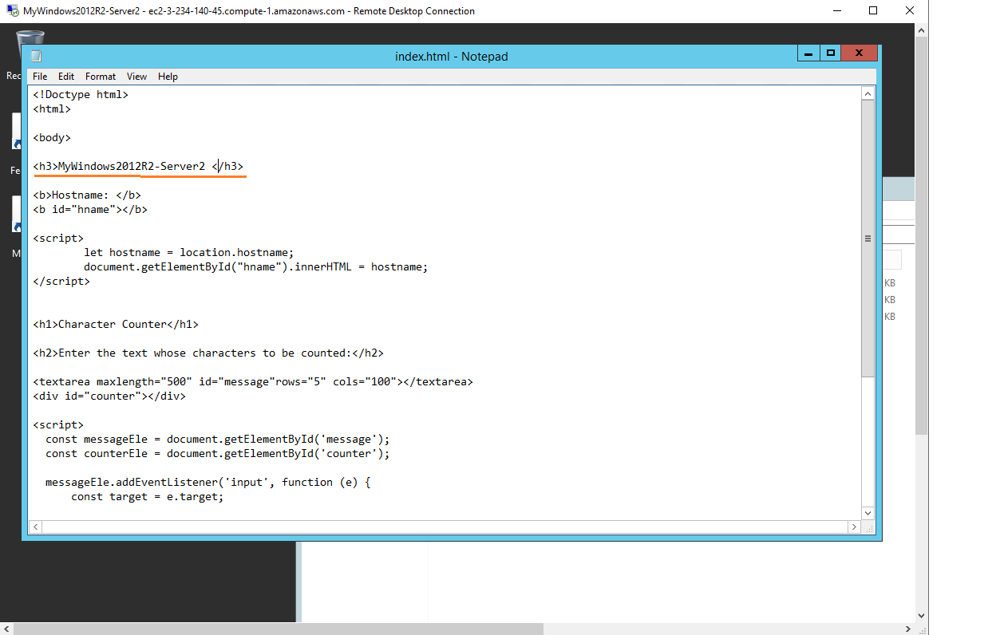 MyWindows2012R2-Server2 - ec2-3-234-140-45.compute-1.amazonaws.com - Remote Desktop Connection
index.html - Notepad
File Edit Format View Help
Rec
Fe
M
<!Doctype html>
<html>
<body>
<h3>MyWindows2012R2-Server2 </h3>
<b>Hostname: </b>
<b id="hname"></b>
<script>
let hostname = location.hostname;
document.getElementById("hname").innerHTML = hostname;
</script>
<h1>Character Counter</h1>
<h2>Enter the text whose characters to be counted:</h2>
<textarea maxlength="500" id="message"rows="5" cols="100"></textarea>
<div id="counter"></div>
<script>
const messageEle = document.getElementById('message');
const counterEle = document.getElementById('counter');
messageEle.addEventListener('input', function (e) {
const target = e.target;
KB
KB
KB